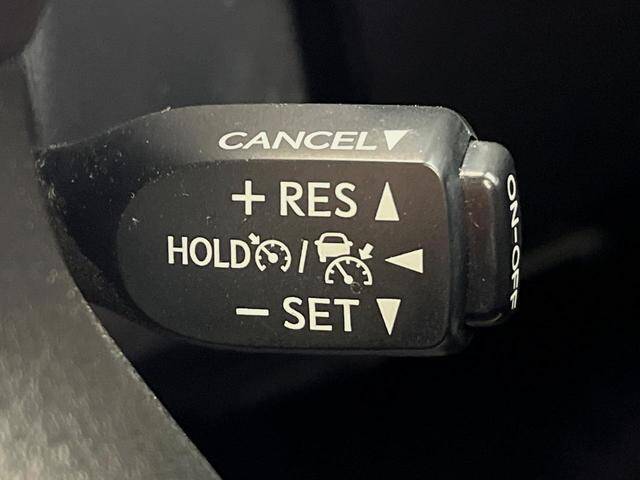 CANCEL▼
+ RES ▲
HOLD / ◀
− SET ▼
ON-OFF